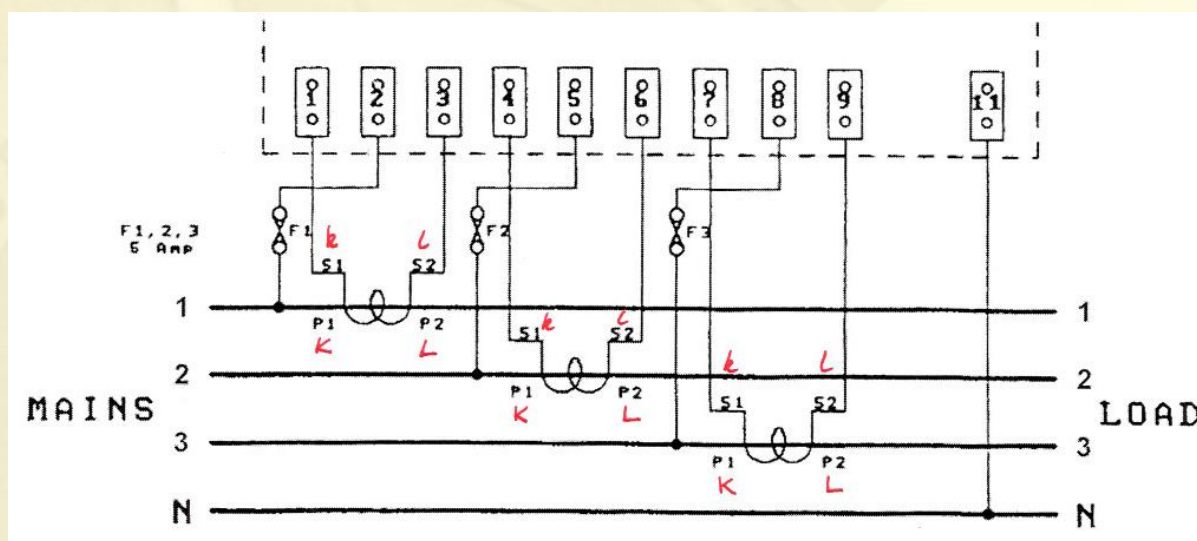 1 2 3 4 5 6 7 8 9 11
F1,2,3
5 AMP
F1 k l F2 F3
S1 S2
1 1
P1 P2 k l
K L S1 S2 k l
2 2
P1 P2 S1 S2
MAINS K L LOAD
3 3
P1 P2
K L
N N